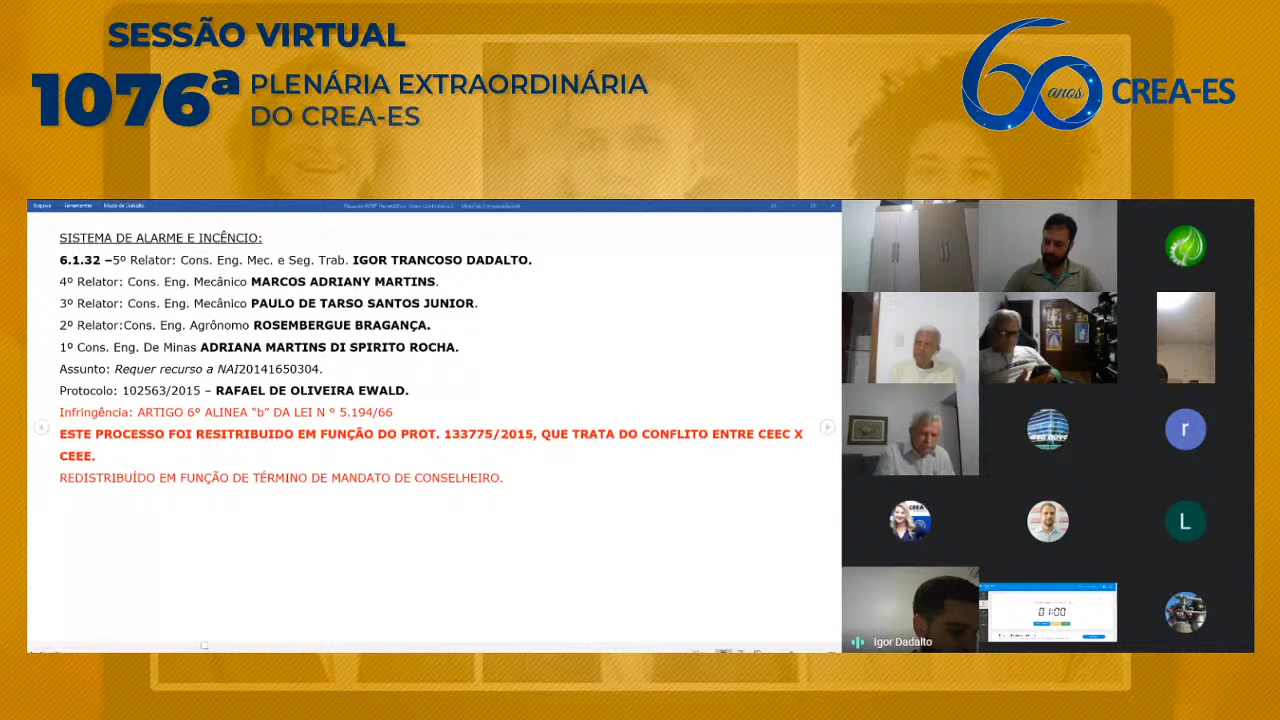 SESSÃO VIRTUAL
1076ª PLENÁRIA EXTRAORDINÁRIA
DO CREA-ES
60 anos CREA-ES
Arquivo Ferramentas Modo de Exibição
SISTEMA DE ALARME E INCÊNCIO:
6.1.32 –5º Relator: Cons. Eng. Mec. e Seg. Trab. IGOR TRANCOSO DADALTO.
4º Relator: Cons. Eng. Mecânico MARCOS ADRIANY MARTINS.
3º Relator: Cons. Eng. Mecânico PAULO DE TARSO SANTOS JUNIOR.
2º Relator:Cons. Eng. Agrônomo ROSEMBERGUE BRAGANÇA.
1º Cons. Eng. De Minas ADRIANA MARTINS DI SPIRITO ROCHA.
Assunto: Requer recurso a NAI20141650304.
Protocolo: 102563/2015 – RAFAEL DE OLIVEIRA EWALD.
Infringência: ARTIGO 6º ALINEA “b” DA LEI N º 5.194/66
ESTE PROCESSO FOI RESITRIBUIDO EM FUNÇÃO DO PROT. 133775/2015, QUE TRATA DO CONFLITO ENTRE CEEC X
CEEE.
REDISTRIBUÍDO EM FUNÇÃO DE TÉRMINO DE MANDATO DE CONSELHEIRO.
r
CREA
L
01:00
Igor Dadalto